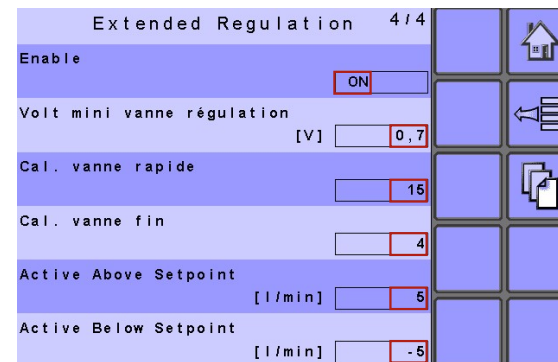 Extended Regulation 4/4
Enable
ON
Volt mini vanne régulation
[V] 0,7
Cal. vanne rapide
15
Cal. vanne fin
4
Active Above Setpoint
[l/min] 5
Active Below Setpoint
[l/min] -5